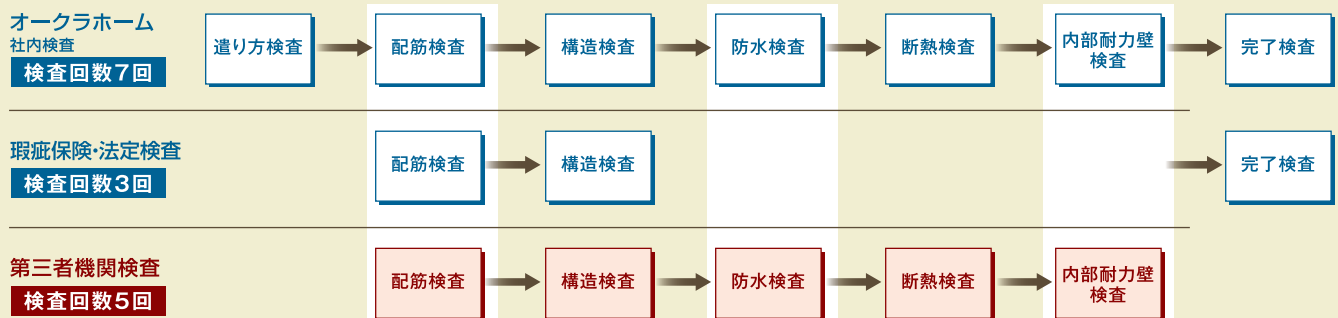 オークラホーム
社内検査
検査回数7回
遣り方検査
配筋検査
構造検査
防水検査
断熱検査
内部耐力壁
検査
完了検査
瑕疵保険・法定検査
検査回数3回
配筋検査
構造検査
完了検査
第三者機関検査
検査回数5回
配筋検査
構造検査
防水検査
断熱検査
内部耐力壁
検査